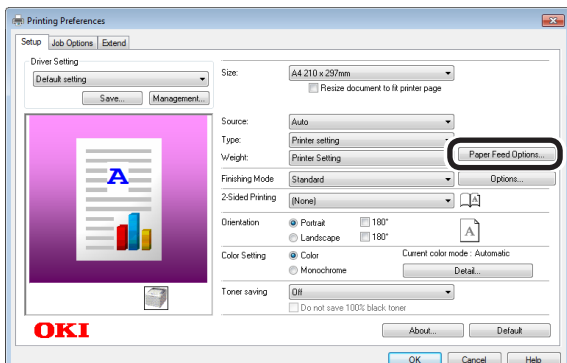 Printing Preferences
Setup Job Options Extend
Driver Setting
Default setting
Save... Management...
A
OKI
Size: A4 210 x 297mm
Resize document to fit printer page
Source: Auto
Type: Printer setting
Weight: Printer Setting Paper Feed Options...
Finishing Mode Standard Options...
2-Sided Printing (None) A
Orientation Portrait 180° A
Landscape 180°
Color Setting Color Current color mode : Automatic
Monochrome Detail...
Toner saving Off
Do not save 100% black toner
About... Default
OK Cancel Help